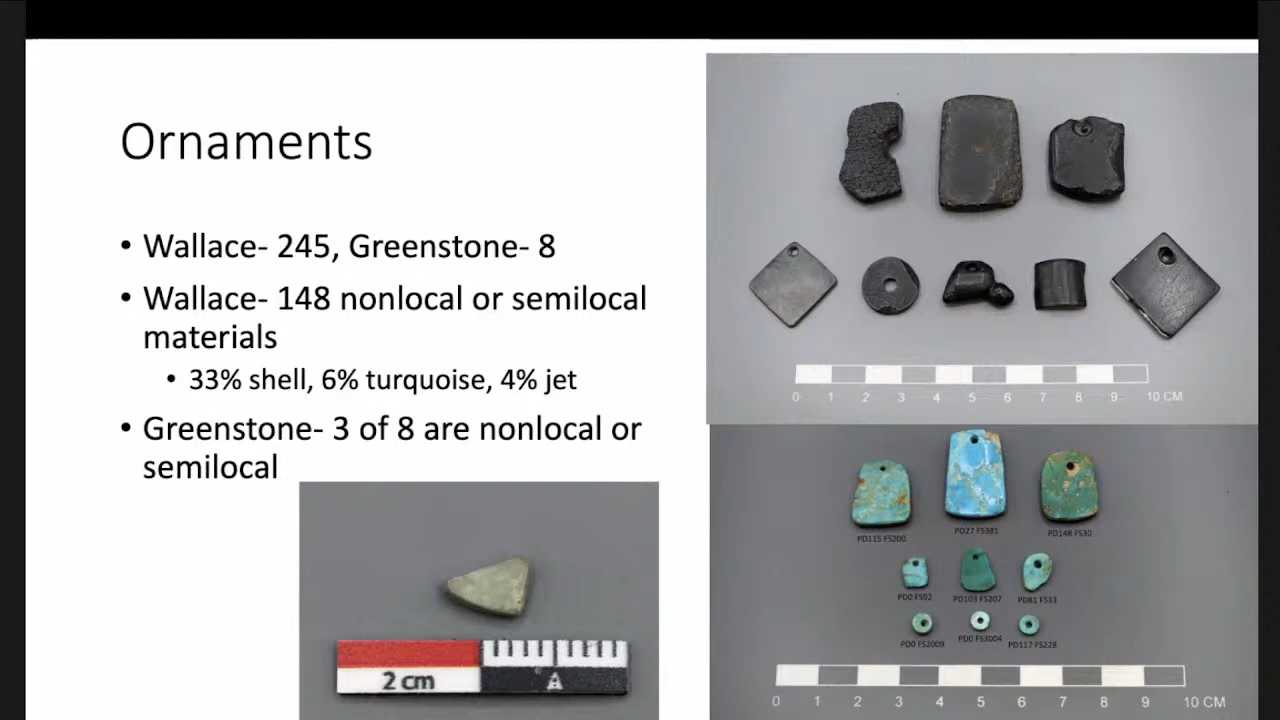 Ornaments
• Wallace- 245, Greenstone- 8
• Wallace- 148 nonlocal or semilocal
materials
• 33% shell, 6% turquoise, 4% jet
• Greenstone- 3 of 8 are nonlocal or
semilocal
2 cm
0 1 2 3 4 5 6 7 8 9 10 CM
PD115 FS200
PD27 FS381
PD148 FS30
PD0 FS92
PD103 FS207
PD81 FS33
PD0 FS2009
PD0 FS3004
PD117 FS228
0 1 2 3 4 5 6 7 8 9 10 CM